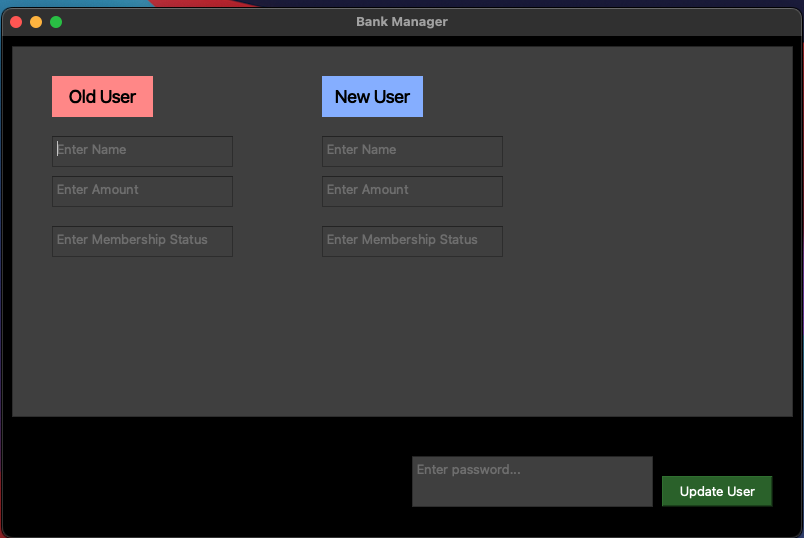 Bank Manager
Old User
New User
Enter Name
Enter Name
Enter Amount
Enter Amount
Enter Membership Status
Enter Membership Status
Enter password...
Update User